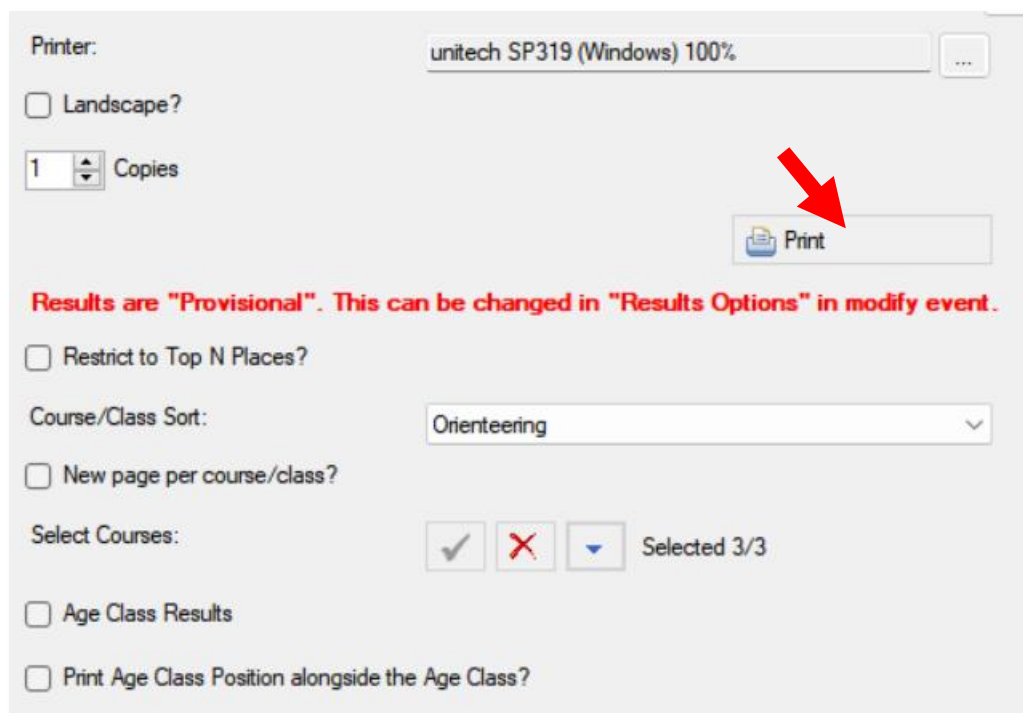 Printer:
unitech SP319 (Windows) 100%
...
Landscape?
1 Copies
Print
Results are "Provisional". This can be changed in "Results Options" in modify event.
Restrict to Top N Places?
Course/Class Sort:
Orienteering
New page per course/class?
Select Courses:
Selected 3/3
Age Class Results
Print Age Class Position alongside the Age Class?